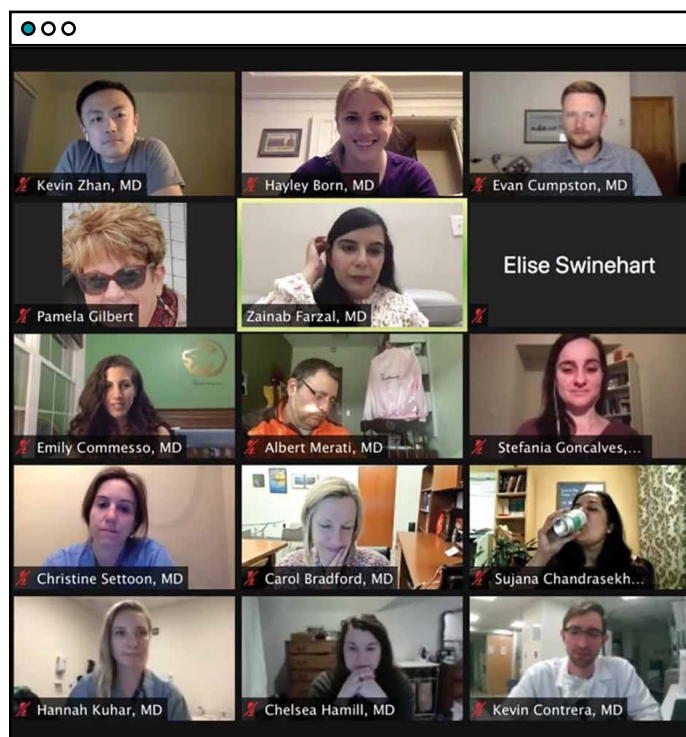 Kevin Zhan, MD
Hayley Born, MD
Evan Cumpston, MD
Pamela Gilbert
Zainab Farzal, MD
Elise Swinehart
Emily Commesso, MD
Albert Merati, MD
Stefania Goncalves,...
Christine Settoon, MD
Carol Bradford, MD
Sujana Chandrasekh...
Hannah Kuhar, MD
Chelsea Hamill, MD
Kevin Contrera, MD